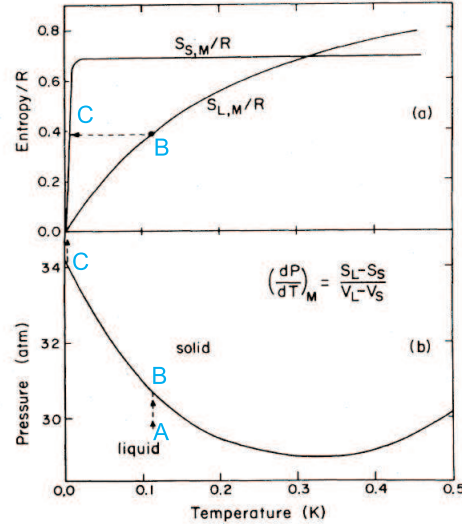 Entropy/R
0.8
0.6
0.4
0.2
0.0
S_S,M/R
S_L,M/R
(a)
C
B
Pressure (atm)
34
32
30
C
(dP/dT)_M = (S_L-S_S)/(V_L-V_S)
solid
(b)
B
A
liquid
0.0 0.1 0.2 0.3 0.4 0.5
Temperature (K)